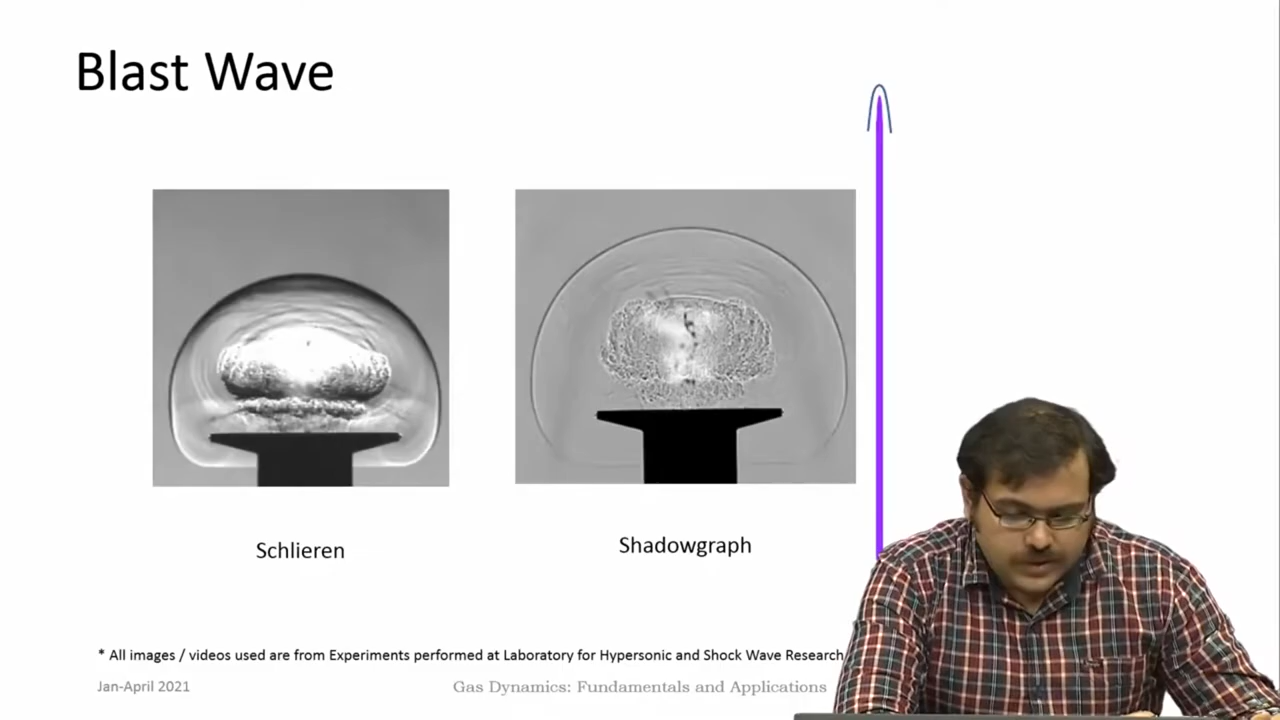 Blast Wave
Schlieren
Shadowgraph
* All images / videos used are from Experiments performed at Laboratory for Hypersonic and Shock Wave Research
Jan-April 2021
Gas Dynamics: Fundamentals and Applications